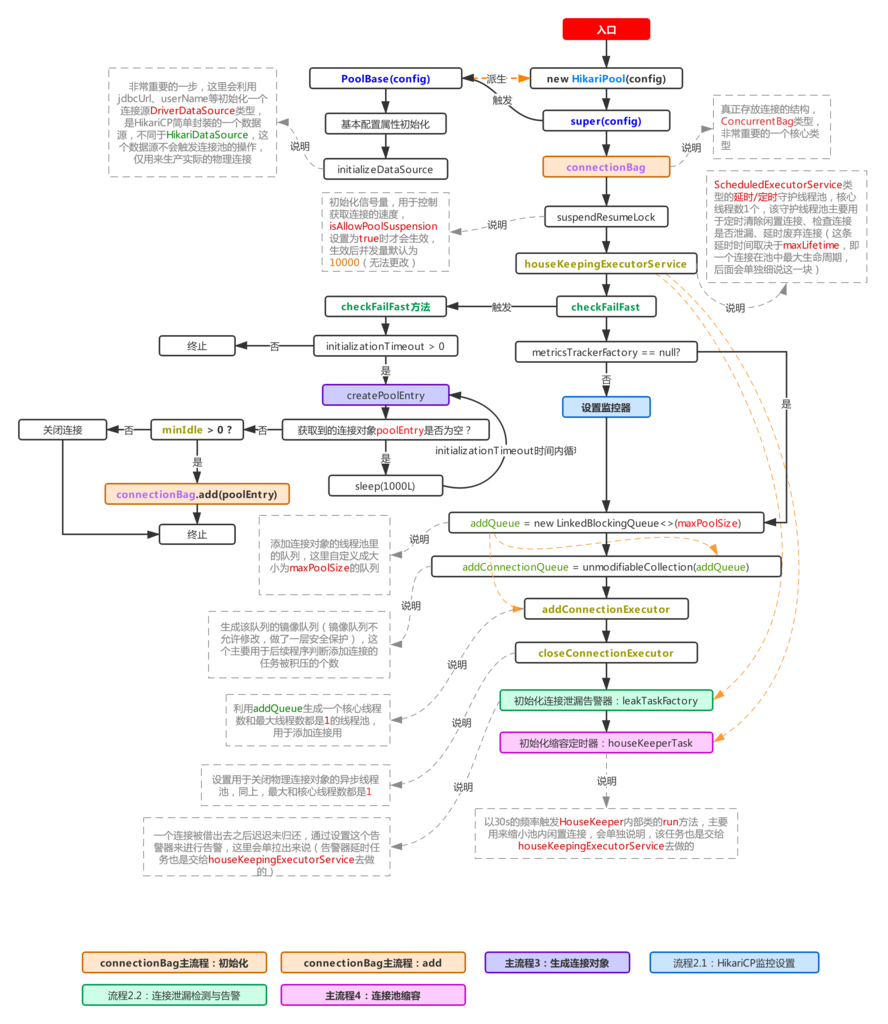 入口
PoolBase(config)
派生
new HikariPool(config)
触发
基本配置属性初始化
super(config)
initializeDataSource
connectionBag
非常重要的一步，这里会利用
jdbcUrl、userName等初始化一个
连接源DriverDataSource类型，
是HikariCP简单封装的一个数据
源，不同于HikariDataSource，这
个数据源不会触发连接池的操作，
仅用来生产实际的物理连接
说明
真正存放连接的结构，
ConcurrentBag类型，
非常重要的一个核心类
型
说明
suspendResumeLock
初始化信号量，用于控制
获取连接的速度，
isAllowPoolSuspension
设置为true时才会生效，
生效后并发量默认为
10000（无法更改）
说明
ScheduledExecutorService类
型的延时/定时守护线程池，核心
线程数1个，该守护线程池主要用
于定时清除闲置连接、检查连接
是否泄漏、延时废弃连接（这条
延时时间取决于maxLifetime，即
一个连接在池中最大生命周期，
后面会单独细说这一块）
houseKeepingExecutorService
说明
checkFailFast方法
触发
checkFailFast
终止
否
initializationTimeout > 0
metricsTrackerFactory == null?
是
否
是
createPoolEntry
设置监控器
关闭连接
否
minIdle > 0？
否
获取到的连接对象poolEntry是否为空？
initializationTimeout时间内循环
是
是
sleep(1000L)
connectionBag.add(poolEntry)
终止
addQueue = new LinkedBlockingQueue<>(maxPoolSize)
添加连接对象的线程池里
的队列，这里自定义成大
小为maxPoolSize的队列
说明
addConnectionQueue = unmodifiableCollection(addQueue)
生成该队列的镜像队列（镜像队列不
允许修改，做了一层安全保护），这
个主要用于后续程序判断添加连接的
任务被积压的个数
说明
addConnectionExecutor
利用addQueue生成一个核心线程
数和最大线程数都是1的线程池，
用于添加连接用
说明
closeConnectionExecutor
设置用于关闭物理连接对象的异步线程
池，同上，最大和核心线程数都是1
说明
初始化连接泄漏告警器：leakTaskFactory
一个连接被借出去之后迟迟未归还，通过设置这个告
警器来进行告警，这里会单拉出来说（告警器延时任
务也是交给houseKeepingExecutorService去做
的）
说明
初始化缩容定时器：houseKeeperTask
说明
以30s的频率触发HouseKeeper内部类的run方法，主要
用来缩小池内闲置连接，会单独说明，该任务也是交给
houseKeepingExecutorService去做的
connectionBag主流程：初始化
connectionBag主流程：add
主流程3：生成连接对象
流程2.1：HikariCP监控设置
流程2.2：连接泄漏检测与告警
主流程4：连接池缩容